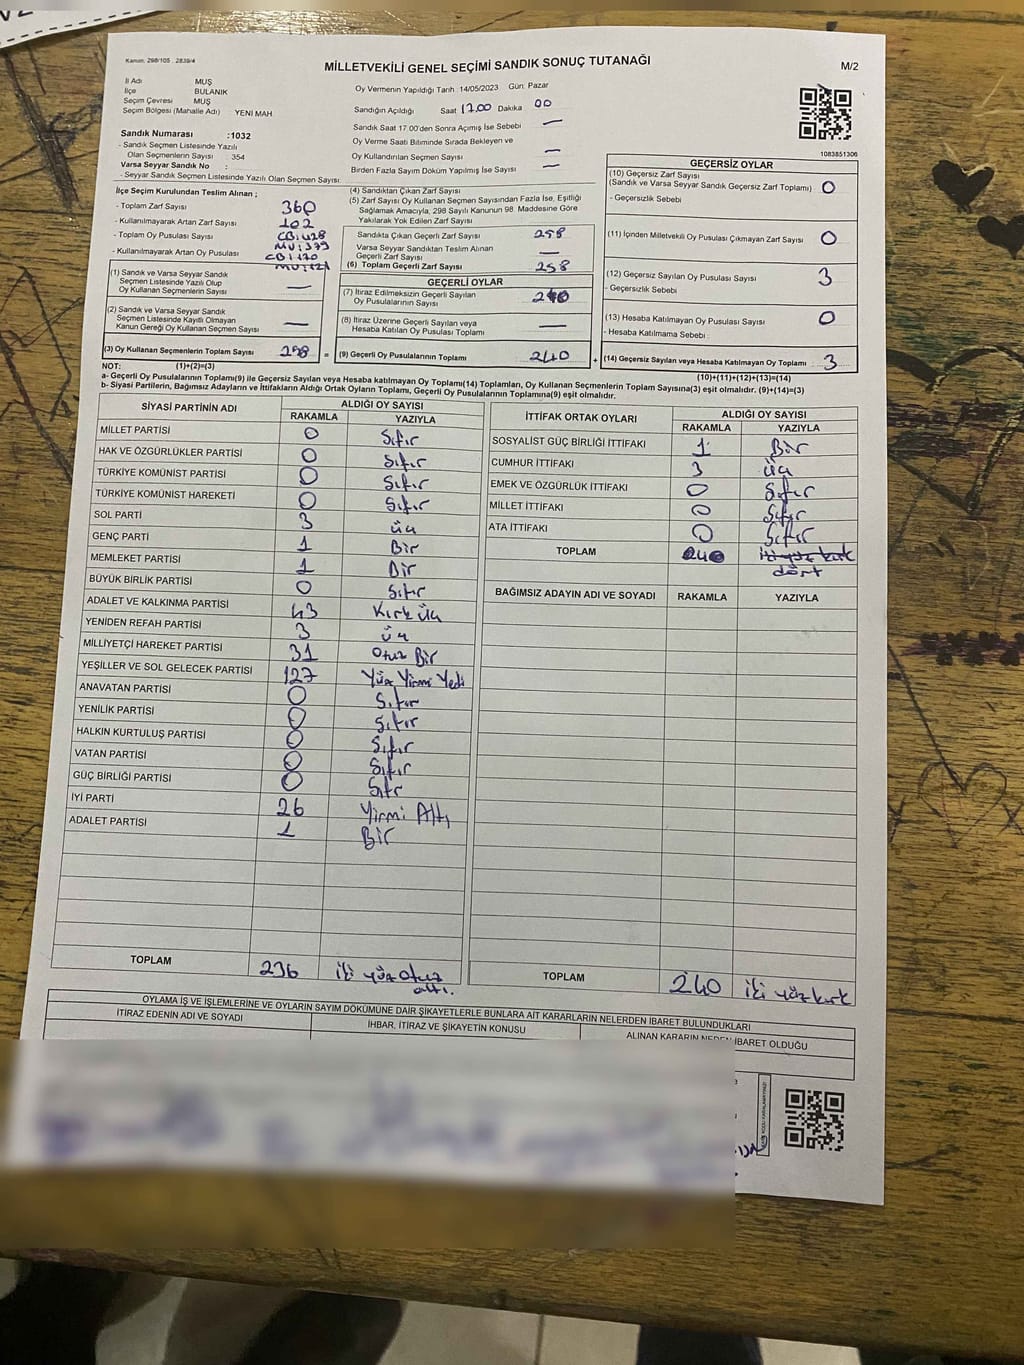 Kanun: 298/105 , 2839/4
MİLLETVEKİLİ GENEL SEÇİMİ SANDIK SONUÇ TUTANAĞI
M/2
İl Adı MUŞ
İlçe BULANIK
Seçim Çevresi MUŞ
Seçim Bölgesi (Mahalle Adı) YENİ MAH
Sandık Numarası :1032
- Sandık Seçmen Listesinde Yazılı
Olan Seçmenlerin Sayısı : 354
Varsa Seyyar Sandık No :
- Seyyar Sandık Seçmen Listesinde Yazılı Olan Seçmen Sayısı
Oy Vermenin Yapıldığı Tarih :14/05/2023 Gün: Pazar
Sandığın Açıldığı Saat 17.00 Dakika 00
Sandık Saat 17.00'den Sonra Açımış İse Sebebi —
Oy Verme Saati Bitiminde Sırada Bekleyen ve
Oy Kullandırılan Seçmen Sayısı —
Birden Fazla Sayım Döküm Yapılmış İse Sayısı —
1083851306
İlçe Seçim Kurulundan Teslim Alınan ;
- Toplam Zarf Sayısı 360
- Kullanılmayarak Artan Zarf Sayısı 102
- Toplam Oy Pusulası Sayısı CB:428
MV:379
- Kullanılmayarak Artan Oy Pusulası CB:170
MV:121
(1) Sandık ve Varsa Seyyar Sandık
Seçmen Listesinde Yazılı Olup
Oy Kullanan Seçmenlerin Sayısı —
(2) Sandık ve Varsa Seyyar Sandık
Seçmen Listesinde Kayıtlı Olmayan
Kanun Gereği Oy Kullanan Seçmen Sayısı —
(3) Oy Kullanan Seçmenlerin Toplam Sayısı =
(4) Sandıktan Çıkan Zarf Sayısı
(5) Zarf Sayısı Oy Kullanan Seçmen Sayısından Fazla İse, Eşitliği
Sağlamak Amacıyla, 298 Sayılı Kanunun 98. Maddesine Göre
Yakılarak Yok Edilen Zarf Sayısı
Sandıkta Çıkan Geçerli Zarf Sayısı 258
Varsa Seyyar Sandıktan Teslim Alınan
Geçerli Zarf Sayısı —
(6) Toplam Geçerli Zarf Sayısı 258
GEÇERLİ OYLAR
(7) İtiraz Edilmeksizin Geçerli Sayılan
Oy Pusulalarının Sayısı 240
(8) İtiraz Üzerine Geçerli Sayılan veya
Hesaba Katılan Oy Pusulası Toplamı —
(9) Geçerli Oy Pusulalarının Toplamı 240 +
GEÇERSİZ OYLAR
(10) Geçersiz Zarf Sayısı
(Sandık ve Varsa Seyyar Sandık Geçersiz Zarf Toplamı) 0
- Geçersizlik Sebebi
(11) İçinden Milletvekili Oy Pusulası Çıkmayan Zarf Sayısı 0
(12) Geçersiz Sayılan Oy Pusulası Sayısı 3
- Geçersizlik Sebebi
(13) Hesaba Katılmayan Oy Pusulası Sayısı 0
- Hesaba Katılmama Sebebi :
(14) Geçersiz Sayılan veya Hesaba Katılmayan Oy Toplamı 3
NOT: (1)+(2)=(3)
(10)+(11)+(12)+(13)=(14)
a- Geçerli Oy Pusulalarının Toplamı(9) ile Geçersiz Sayılan veya Hesaba katılmayan Oy Toplamı(14) Toplamları, Oy Kullanan Seçmenlerin Toplam Sayısına(3) eşit olmalıdır. (9)+(14)=(3)
b- Siyasi Partilerin, Bağımsız Adayların ve İttifakların Aldığı Ortak Oyların Toplamı, Geçerli Oy Pusulalarının Toplamına(9) eşit olmalıdır.
SİYASİ PARTİNİN ADI ALDIĞI OY SAYISI
RAKAMLA YAZIYLA
MİLLET PARTİSİ 0 Sıfır
HAK VE ÖZGÜRLÜKLER PARTİSİ 0 Sıfır
TÜRKİYE KOMÜNİST PARTİSİ 0 Sıfır
TÜRKİYE KOMÜNİST HAREKETİ 0 Sıfır
SOL PARTİ 3 üç
GENÇ PARTİ 1 Bir
MEMLEKET PARTİSİ 1 Bir
BÜYÜK BİRLİK PARTİSİ 0 Sıfır
ADALET VE KALKINMA PARTİSİ 43 Kırk üç
YENİDEN REFAH PARTİSİ 3 üç
MİLLİYETÇİ HAREKET PARTİSİ 31 Otuz Bir
YEŞİLLER VE SOL GELECEK PARTİSİ 127 Yüz Yirmi Yedi
ANAVATAN PARTİSİ 0 Sıfır
YENİLİK PARTİSİ 0 Sıfır
HALKIN KURTULUŞ PARTİSİ 0 Sıfır
VATAN PARTİSİ 0 Sıfır
GÜÇ BİRLİĞİ PARTİSİ 0 Sıfr
İYİ PARTİ 26 Yirmi Altı
ADALET PARTİSİ 1 Bir
TOPLAM 236 iki yüz otuz
altı.
İTTİFAK ORTAK OYLARI ALDIĞI OY SAYISI
RAKAMLA YAZIYLA
SOSYALİST GÜÇ BİRLİĞİ İTTİFAKI 1 Bir
CUMHUR İTTİFAKI 3 üç
EMEK VE ÖZGÜRLÜK İTTİFAKI 0 Sıfır
MİLLET İTTİFAKI 0 Sıfır
ATA İTTİFAKI 0 Sıfır
TOPLAM iki yüz kırk
dört
BAĞIMSIZ ADAYIN ADI VE SOYADI RAKAMLA YAZIYLA
TOPLAM 240 iki yüz kırk
OYLAMA İŞ VE İŞLEMLERİNE VE OYLARIN SAYIM DÖKÜMÜNE DAİR ŞİKAYETLERLE BUNLARA AİT KARARLARIN NELERDEN İBARET BULUNDUKLARI
İTİRAZ EDENİN ADI VE SOYADI İHBAR, İTİRAZ VE ŞİKAYETİN KONUSU ALINAN KARARIN NEDEN İBARET OLDUĞU